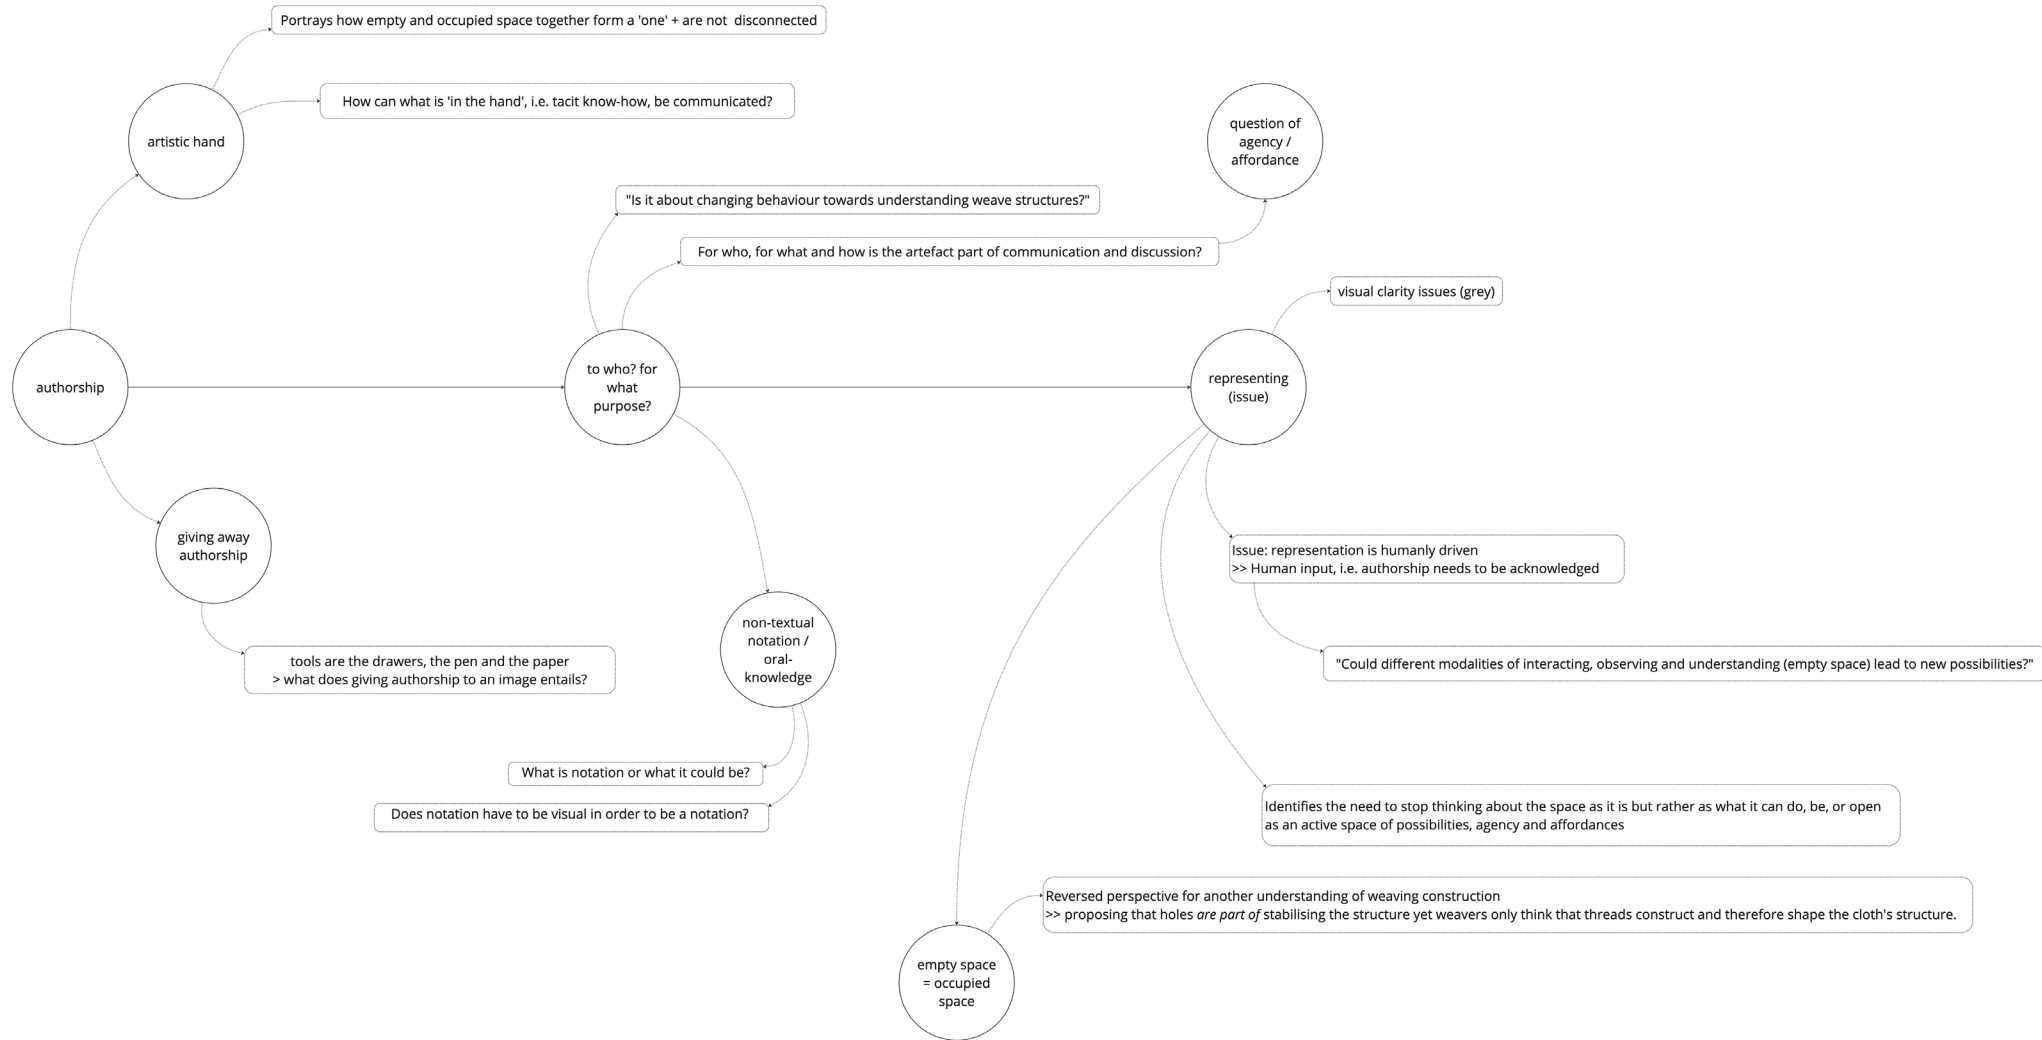 Portrays how empty and occupied space together form a 'one' + are not disconnected
How can what is 'in the hand', i.e. tacit know-how, be communicated?
artistic hand
question of
agency /
affordance
"Is it about changing behaviour towards understanding weave structures?"
For who, for what and how is the artefact part of communication and discussion?
visual clarity issues (grey)
authorship
to who? for
what
purpose?
representing
(issue)
giving away
authorship
Issue: representation is humanly driven
>> Human input, i.e. authorship needs to be acknowledged
non-textual
notation /
oral-
knowledge
tools are the drawers, the pen and the paper
> what does giving authorship to an image entails?
"Could different modalities of interacting, observing and understanding (empty space) lead to new possibilities?"
What is notation or what it could be?
Does notation have to be visual in order to be a notation?
Identifies the need to stop thinking about the space as it is but rather as what it can do, be, or open
as an active space of possibilities, agency and affordances
Reversed perspective for another understanding of weaving construction
>> proposing that holes are part of stabilising the structure yet weavers only think that threads construct and therefore shape the cloth's structure.
empty space
= occupied
space